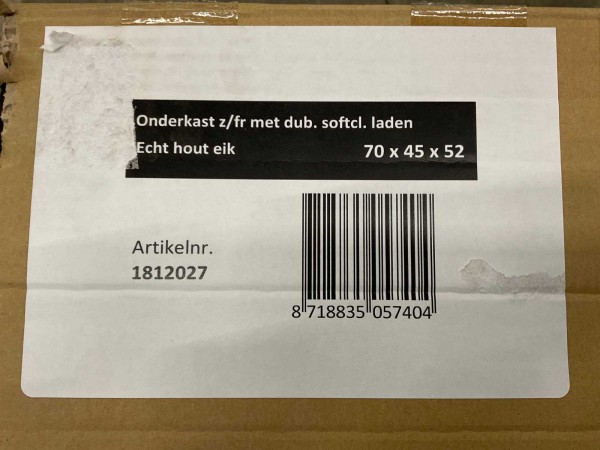 Onderkast z/fr met dub. softcl. laden
Echt hout eik 70 x 45 x 52
Artikelnr.
1812027
8 718835 057404